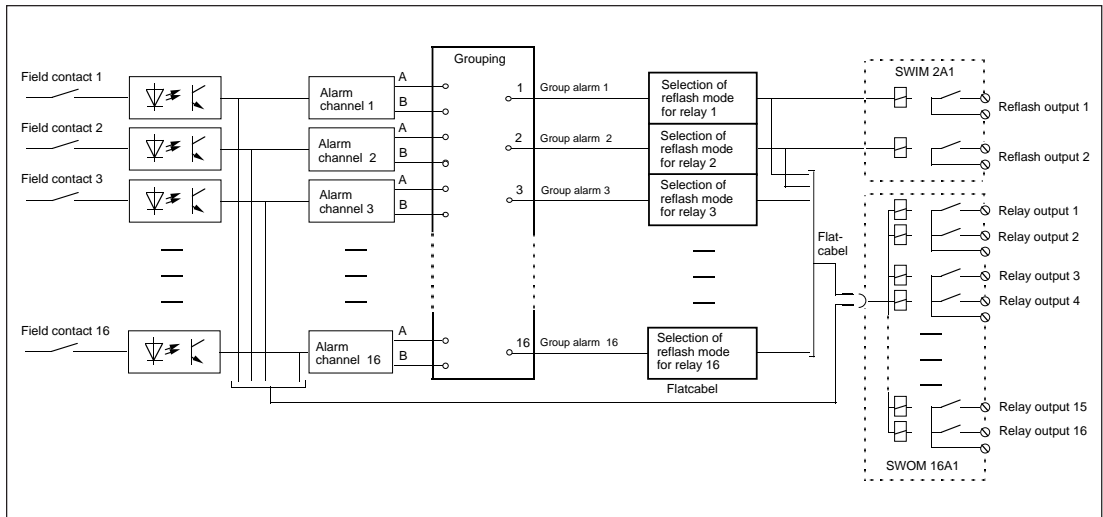 Grouping
SWIM 2A1
Field contact 1
Alarm
channel 1
A
B
1
Group alarm 1
Selection of
reflash mode
for relay 1
Reflash output 1
Field contact 2
Alarm
channel 2
A
B
2
Group alarm 2
Selection of
reflash mode
for relay 2
Reflash output 2
Field contact 3
Alarm
channel 3
A
B
3
Group alarm 3
Selection of
reflash mode
for relay 3
Relay output 1
Flat-
cabel
Relay output 2
Relay output 3
Relay output 4
Field contact 16
Alarm
channel 16
A
B
16
Group alarm 16
Selection of
reflash mode
for relay 16
Flatcabel
Relay output 15
Relay output 16
SWOM 16A1